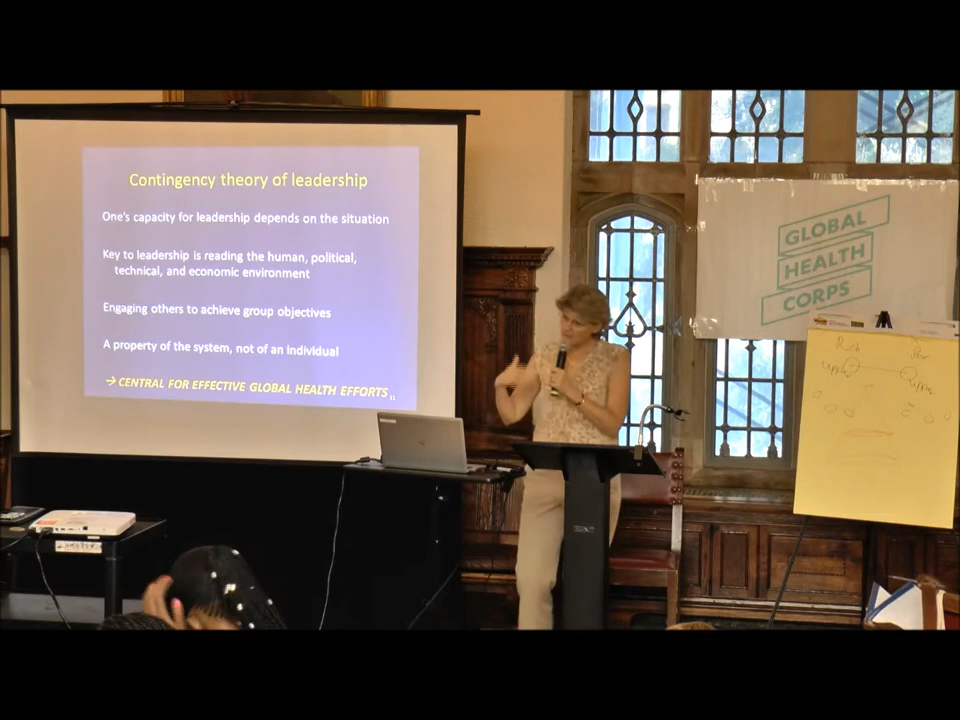 Contingency theory of leadership
One's capacity for leadership depends on the situation
Key to leadership is reading the human, political,
technical, and economic environment
Engaging others to achieve group objectives
A property of the system, not of an individual
→ CENTRAL FOR EFFECTIVE GLOBAL HEALTH EFFORTS
11
GLOBAL
HEALTH
CORPS